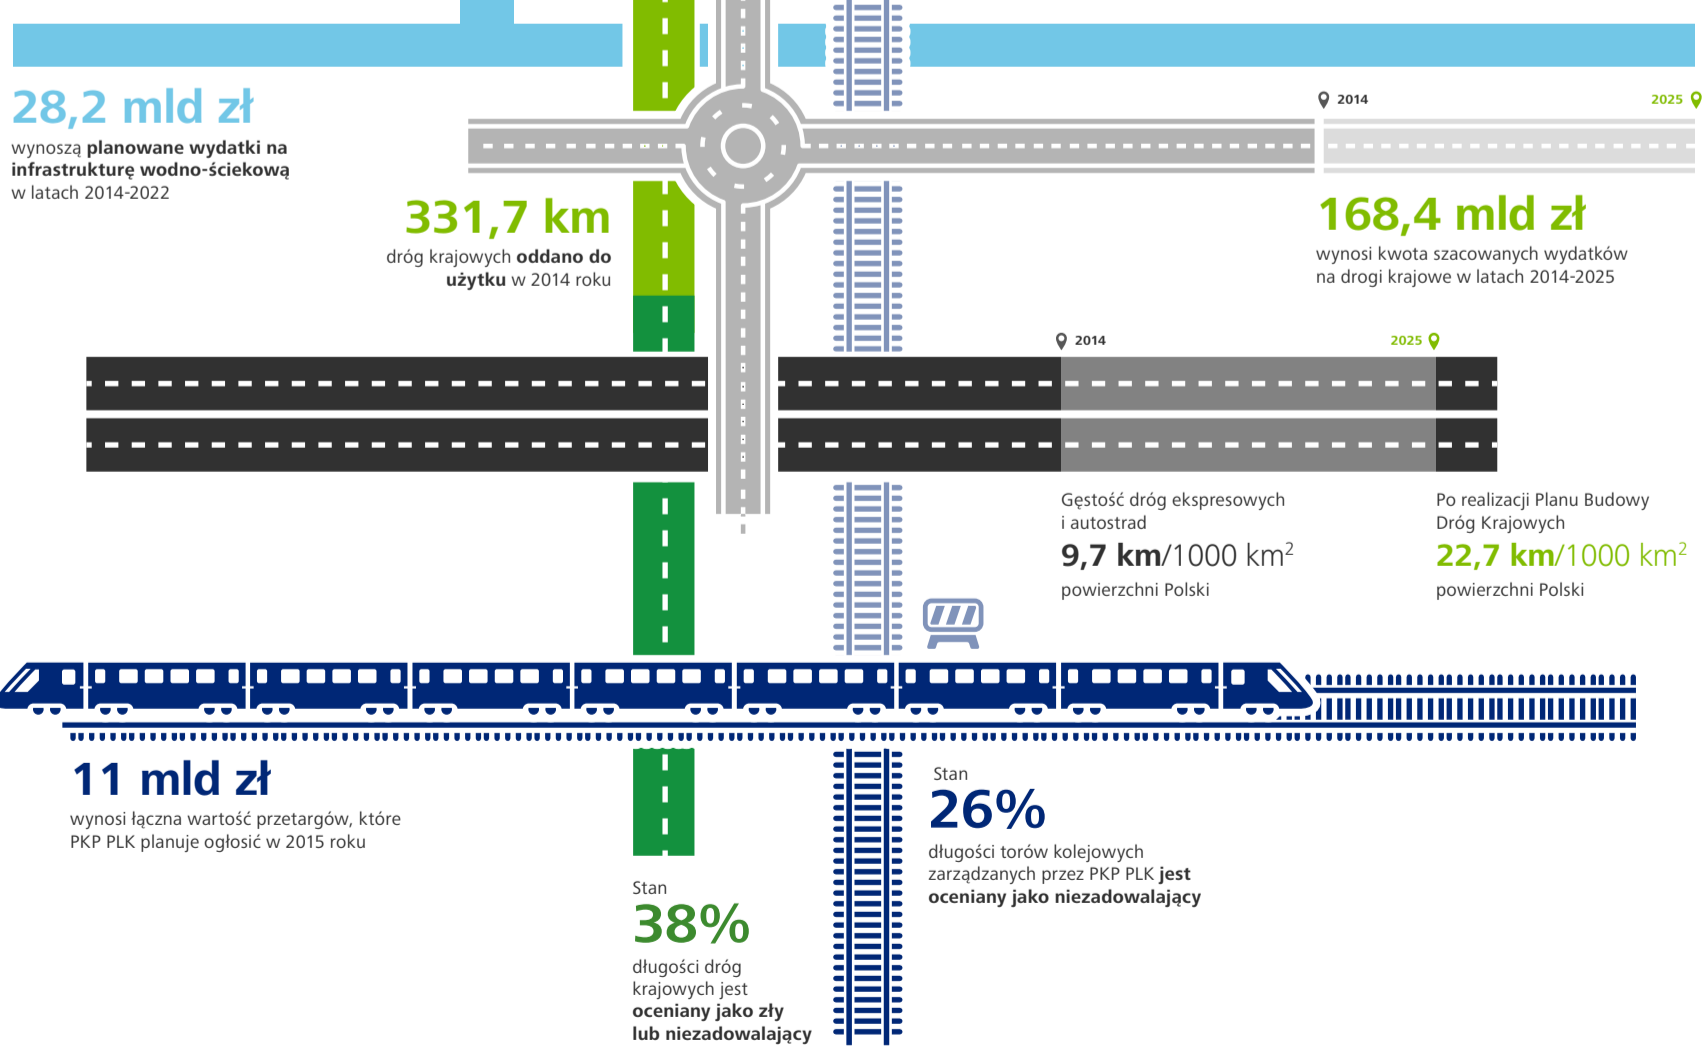 28,2 mld zł
wynoszą planowane wydatki na
infrastrukturę wodno-ściekową
w latach 2014-2022
331,7 km
dróg krajowych oddano do
użytku w 2014 roku
2014
2025
168,4 mld zł
wynosi kwota szacowanych wydatków
na drogi krajowe w latach 2014-2025
2014
2025
Gęstość dróg ekspresowych
i autostrad
9,7 km/1000 km²
powierzchni Polski
Po realizacji Planu Budowy
Dróg Krajowych
22,7 km/1000 km²
powierzchni Polski
11 mld zł
wynosi łączna wartość przetargów, które
PKP PLK planuje ogłosić w 2015 roku
Stan
38%
długości dróg
krajowych jest
oceniany jako zły
lub niezadowalający
Stan
26%
długości torów kolejowych
zarządzanych przez PKP PLK jest
oceniany jako niezadowalający